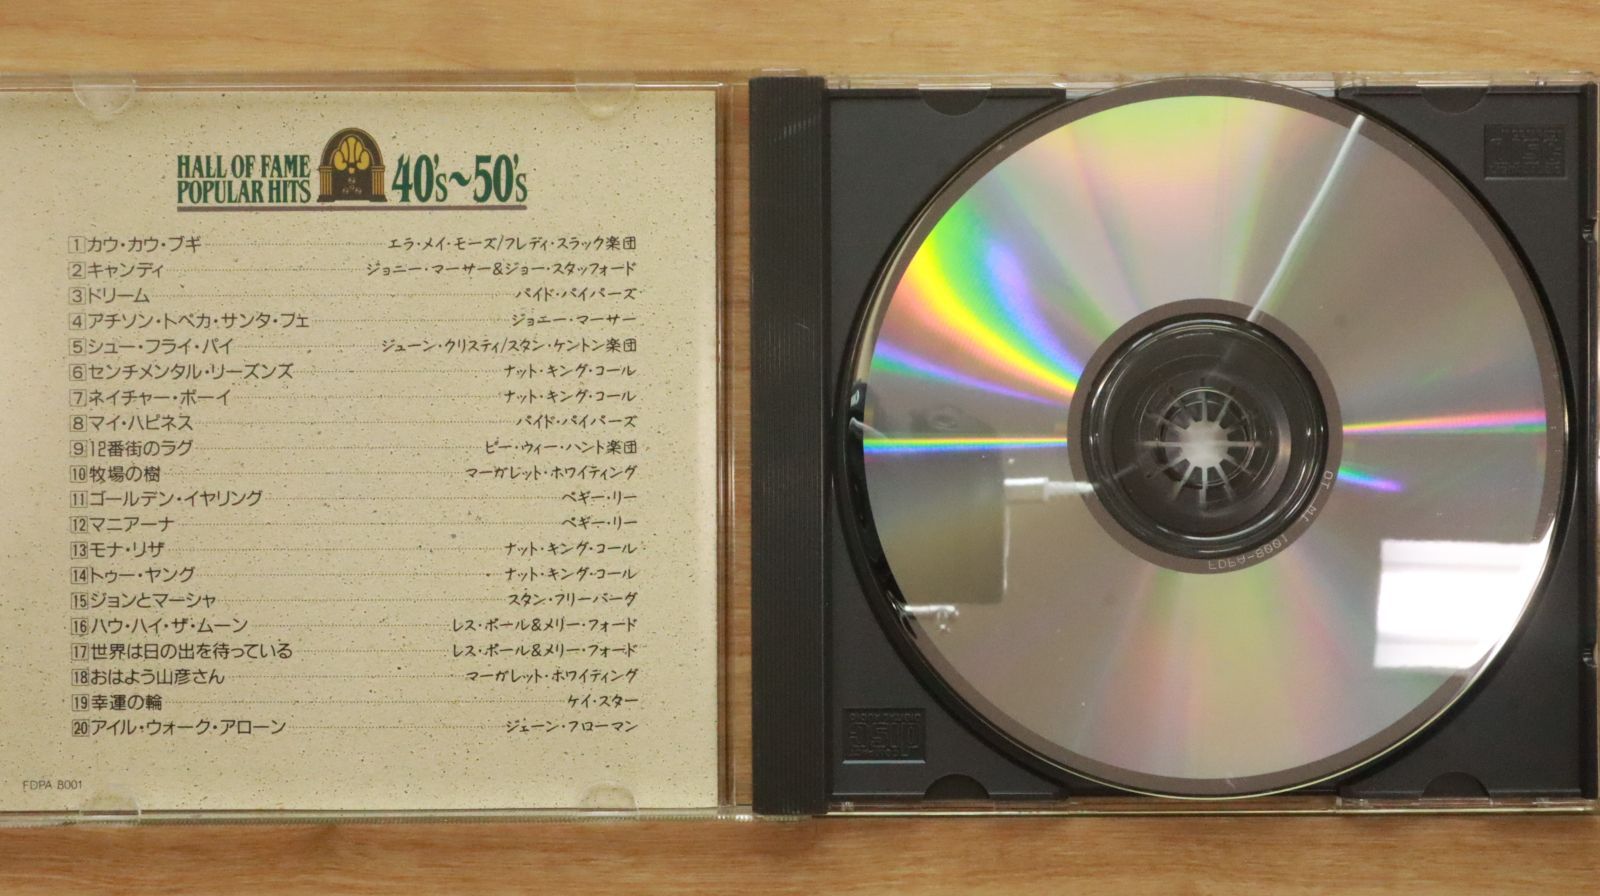 HALL OF FAME
POPULAR HITS
40's~50's
1 カウ・カウ・ブギ エラ・メイ・モーズ/フレディ・スラック楽団
2 キャンディ ジョニー・マーサー&ジョー・スタッフォード
3 ドリーム パイド・パイパーズ
4 アチソン・トペカ・サンタ・フェ ジョニー・マーサー
5 シュー・フライ・パイ ジューン・クリスティ/スタン・ケントン楽団
6 センチメンタル・リーズンズ ナット・キング・コール
7 ネイチャー・ボーイ ナット・キング・コール
8 マイ・ハピネス パイド・パイパーズ
9 12番街のラグ ピー・ウィー・ハント楽団
10 牧場の樹 マーガレット・ホワイティング
11 ゴールデン・イヤリング ペギー・リー
12 マニアーナ ペギー・リー
13 モナ・リザ ナット・キング・コール
14 トゥー・ヤング ナット・キング・コール
15 ジョンとマーシャ スタン・フリーバーグ
16 ハウ・ハイ・ザ・ムーン レス・ポール&メリー・フォード
17 世界は日の出を待っている レス・ポール&メリー・フォード
18 おはよう山彦さん マーガレット・ホワイティング
19 幸運の輪 ケイ・スター
20 アイル・ウォーク・アローン ジェーン・フローマン
FDPA 8001
FDPA-8001